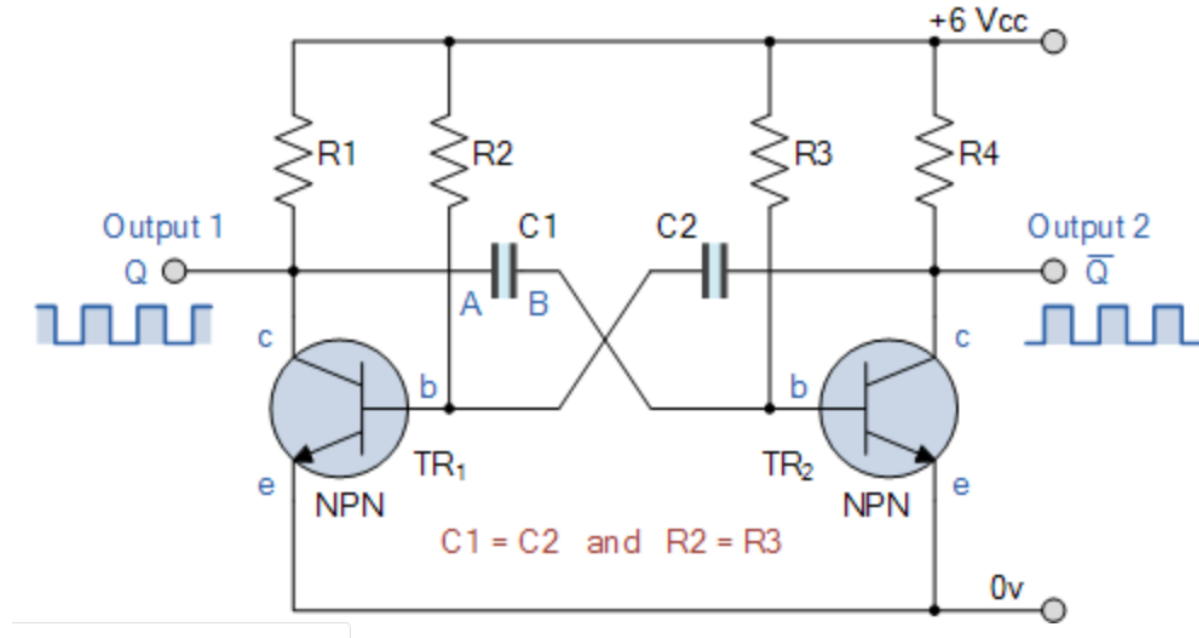 +6 Vcc
R1
R2
R3
R4
Output 1
C1
C2
Output 2
Q
Q̅
A
B
c
c
b
b
TR₁
TR₂
e
e
NPN
NPN
C1 = C2 and R2 = R3
0v